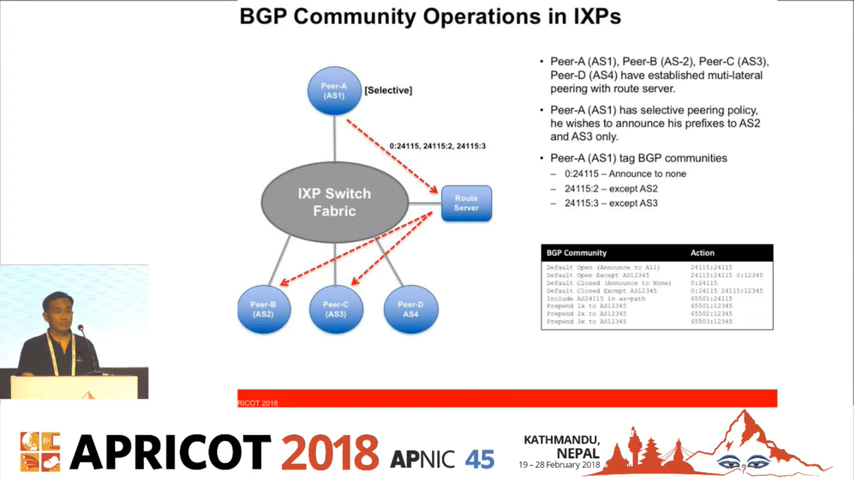 BGP Community Operations in IXPs
Peer-A
(AS1)
[Selective]
0:24115, 24115:2, 24115:3
IXP Switch
Fabric
Route
Server
Peer-B
(AS2)
Peer-C
(AS3)
Peer-D
AS4
• Peer-A (AS1), Peer-B (AS-2), Peer-C (AS3),
Peer-D (AS4) have established muti-lateral
peering with route server.
• Peer-A (AS1) has selective peering policy,
he wishes to announce his prefixes to AS2
and AS3 only.
• Peer-A (AS1) tag BGP communities
– 0:24115 – Announce to none
– 24115:2 – except AS2
– 24115:3 – except AS3
BGP Community Action
Default Open (Announce to All) 24115:24115
Default Open Except AS12345 24115:24115 0:12345
Default Closed (Announce to None) 0:24115
Default Closed Except AS12345 0:24115 24115:12345
Include AS24115 in as-path 65501:24115
Prepend 1x to AS12345 65501:12345
Prepend 2x to AS12345 65502:12345
Prepend 3x to AS12345 65503:12345
RICOT 2018
APRICOT 2018
APNIC 45
KATHMANDU,
NEPAL
19 – 28 February 2018